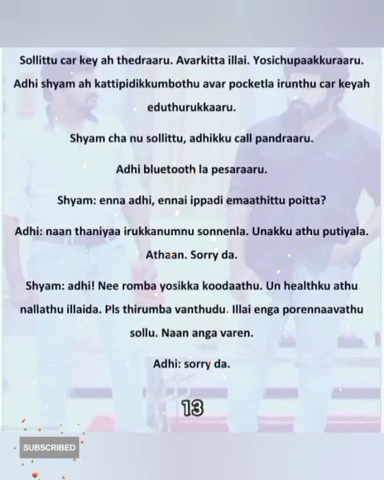 Sollittu car key ah thedraaru. Avarkitta illai. Yosichupaakkuraaru.
Adhi shyam ah kattipidikkumbothu avar pocketla irunthu car keyah
eduthurukkaaru.
Shyam cha nu sollittu, adhikku call pandraaru.
Adhi bluetooth la pesaraaru.
Shyam: enna adhi, ennai ippadi emaathittu poitta?
Adhi: naan thaniyaa irukkanumnu sonnenla. Unakku athu putiyala.
Athaan. Sorry da.
Shyam: adhi! Nee romba yosikka koodaathu. Un healthku athu
nallathu illaida. Pls thirumba vanthudu. Illai enga porennaavathu
sollu. Naan anga varen.
Adhi: sorry da.
13
SUBSCRIBED